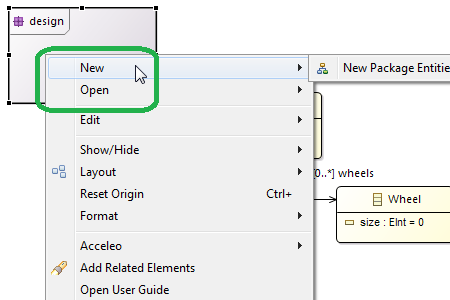 design
New
New Package Entitie
Open
Edit
Show/Hide
[0..*] wheels
Layout
Reset Origin Ctrl+
Wheel
Format
size : EInt = 0
Acceleo
Add Related Elements
Open User Guide